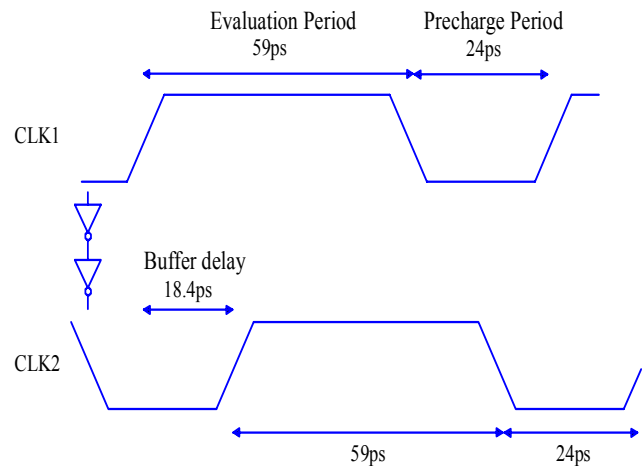 Evaluation Period Precharge Period
59ps 24ps
CLK1
Buffer delay
18.4ps
CLK2
59ps 24ps